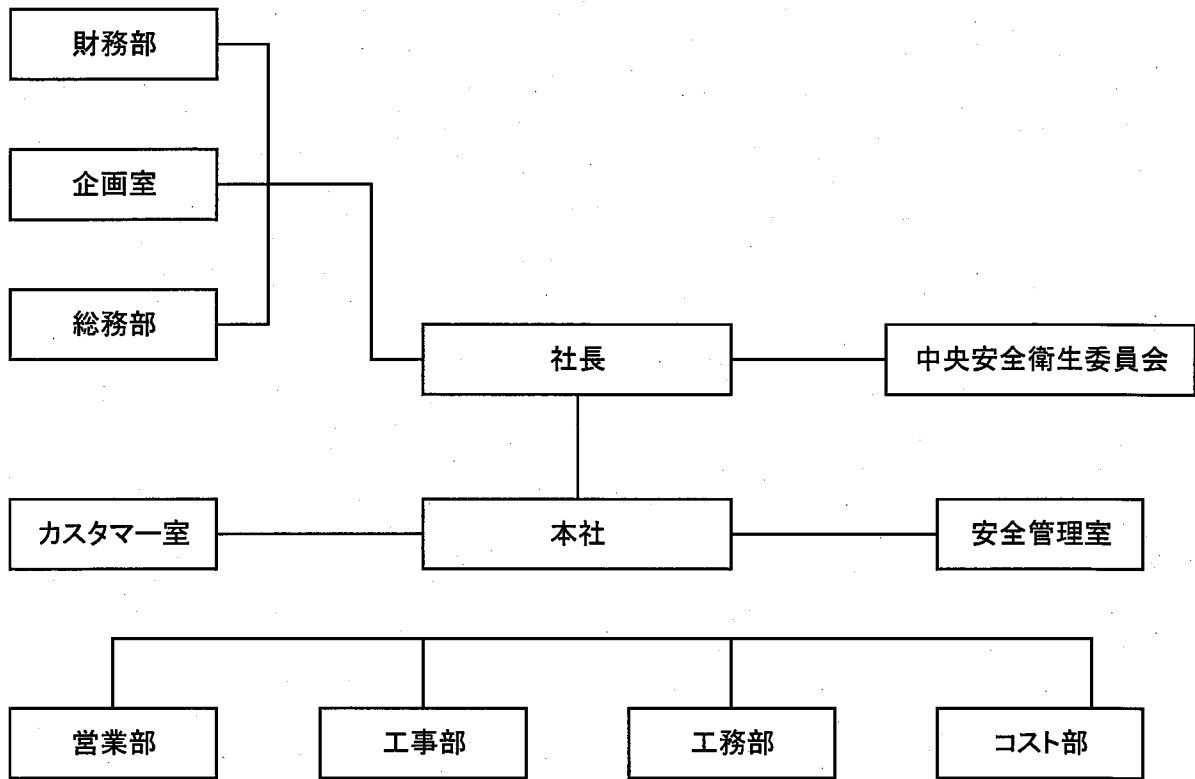 財務部
企画室
総務部
社長
中央安全衛生委員会
カスタマー室
本社
安全管理室
営業部
工事部
工務部
コスト部